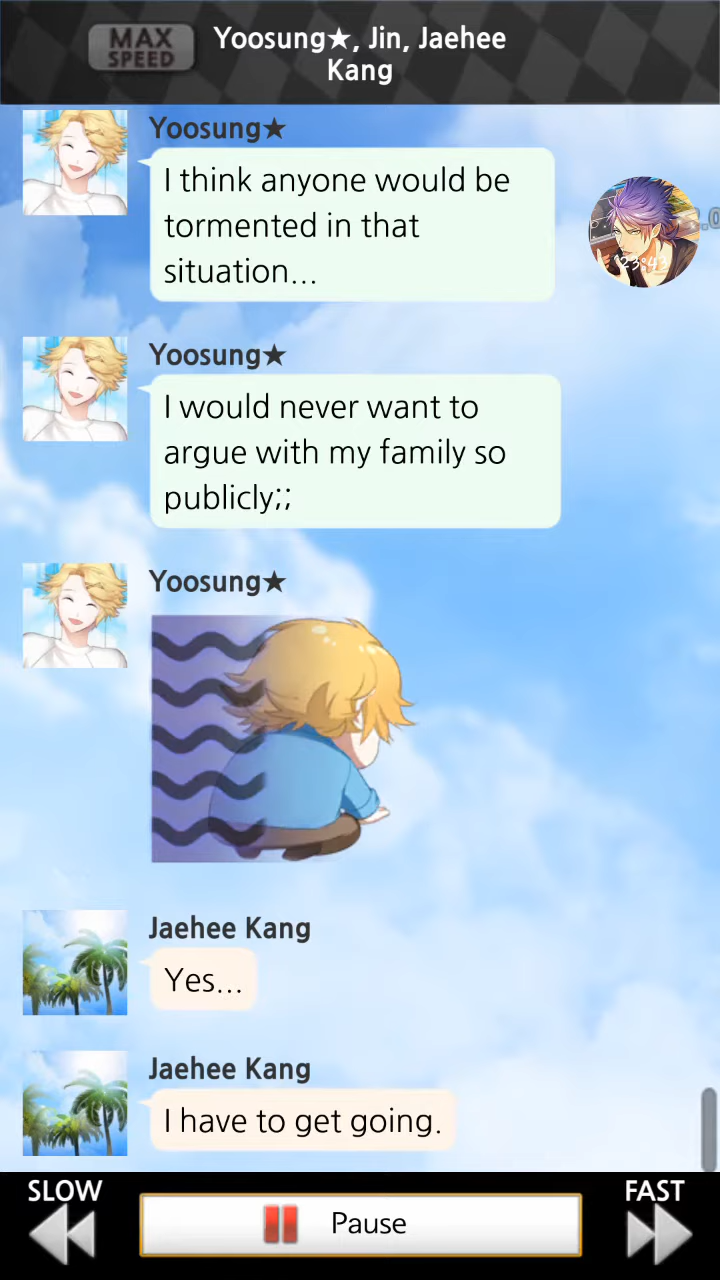 MAX
SPEED
Yoosung★, Jin, Jaehee
Kang
Yoosung★
I think anyone would be
tormented in that
situation...
23:43
Yoosung★
I would never want to
argue with my family so
publicly;;
Yoosung★
Jaehee Kang
Yes...
Jaehee Kang
I have to get going.
SLOW
FAST
Pause